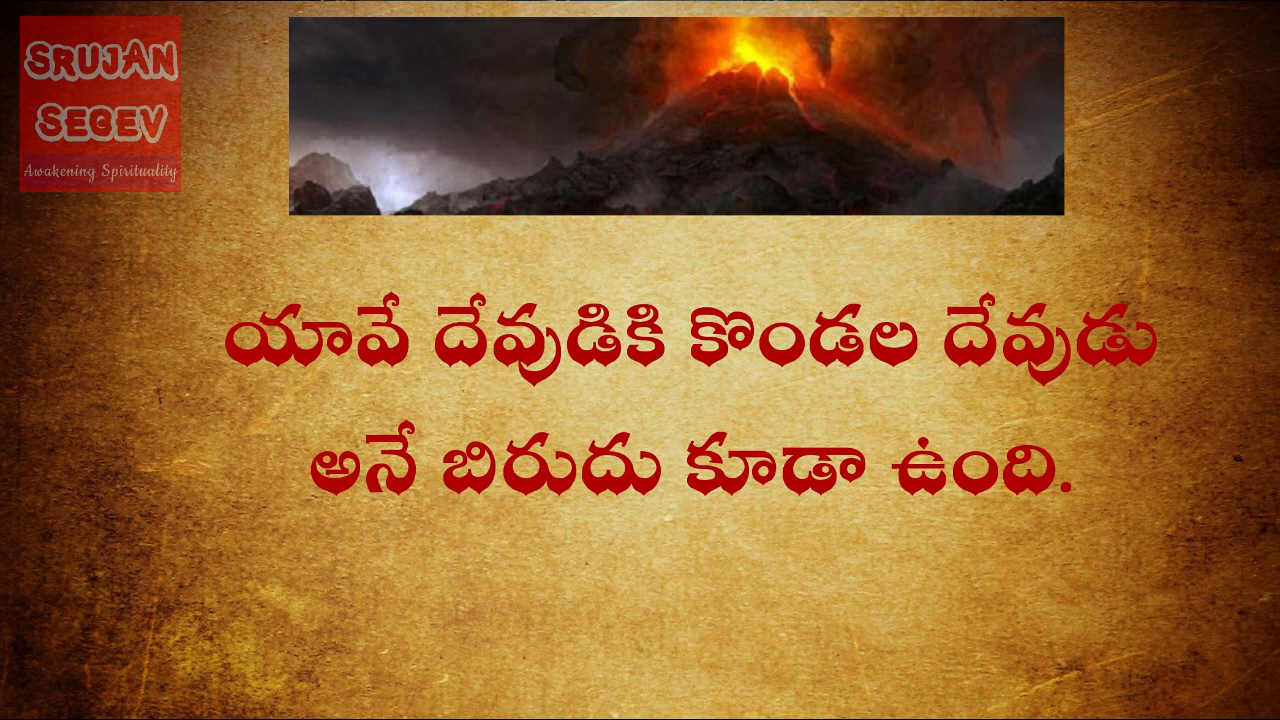 SRUJAN
SEGEV
Awakening Spirituality
యావే దేవుడికి కొండల దేవుడు
అనే బిరుదు కూడా ఉంది.